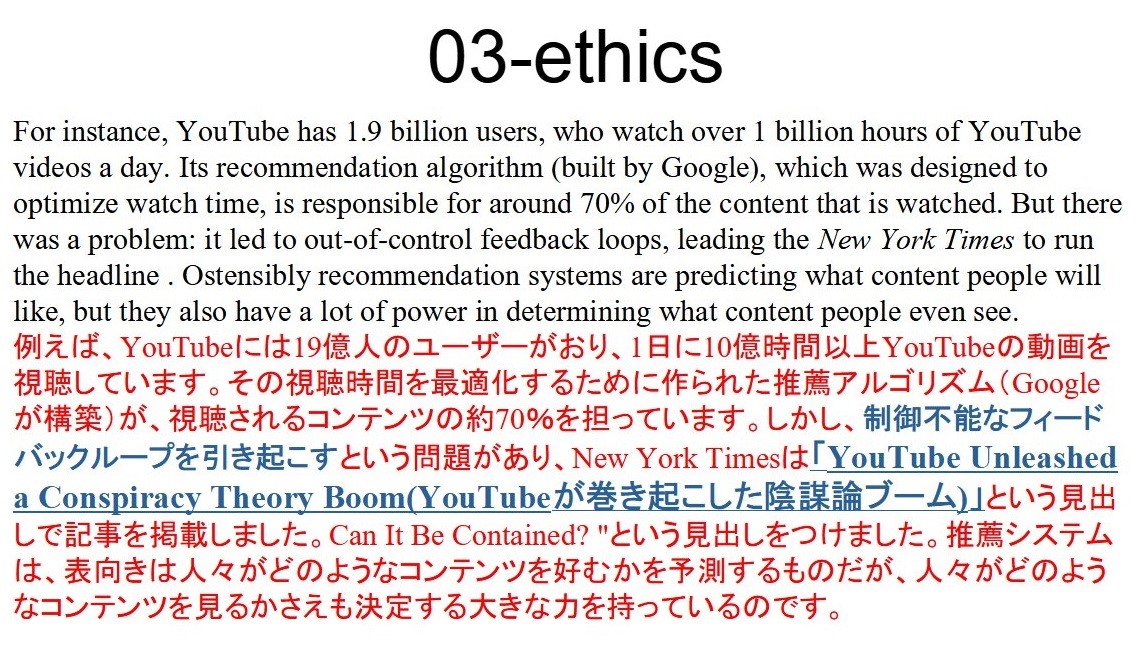 03-ethics
For instance, YouTube has 1.9 billion users, who watch over 1 billion hours of YouTube
videos a day. Its recommendation algorithm (built by Google), which was designed to
optimize watch time, is responsible for around 70% of the content that is watched. But there
was a problem: it led to out-of-control feedback loops, leading the New York Times to run
the headline . Ostensibly recommendation systems are predicting what content people will
like, but they also have a lot of power in determining what content people even see.
例えば、YouTubeには19億人のユーザーがおり、1日に10億時間以上YouTubeの動画を
視聴しています。その視聴時間を最適化するために作られた推薦アルゴリズム（Google
が構築）が、視聴されるコンテンツの約70%を担っています。しかし、制御不能なフィード
バックループを引き起こすという問題があり、New York Timesは「YouTube Unleashed
a Conspiracy Theory Boom(YouTubeが巻き起こした陰謀論ブーム)」という見出
しで記事を掲載しました。Can It Be Contained? "という見出しをつけました。推薦システム
は、表向きは人々がどのようなコンテンツを好むかを予測するものだが、人々がどのよう
なコンテンツを見るかさえも決定する大きな力を持っているのです。